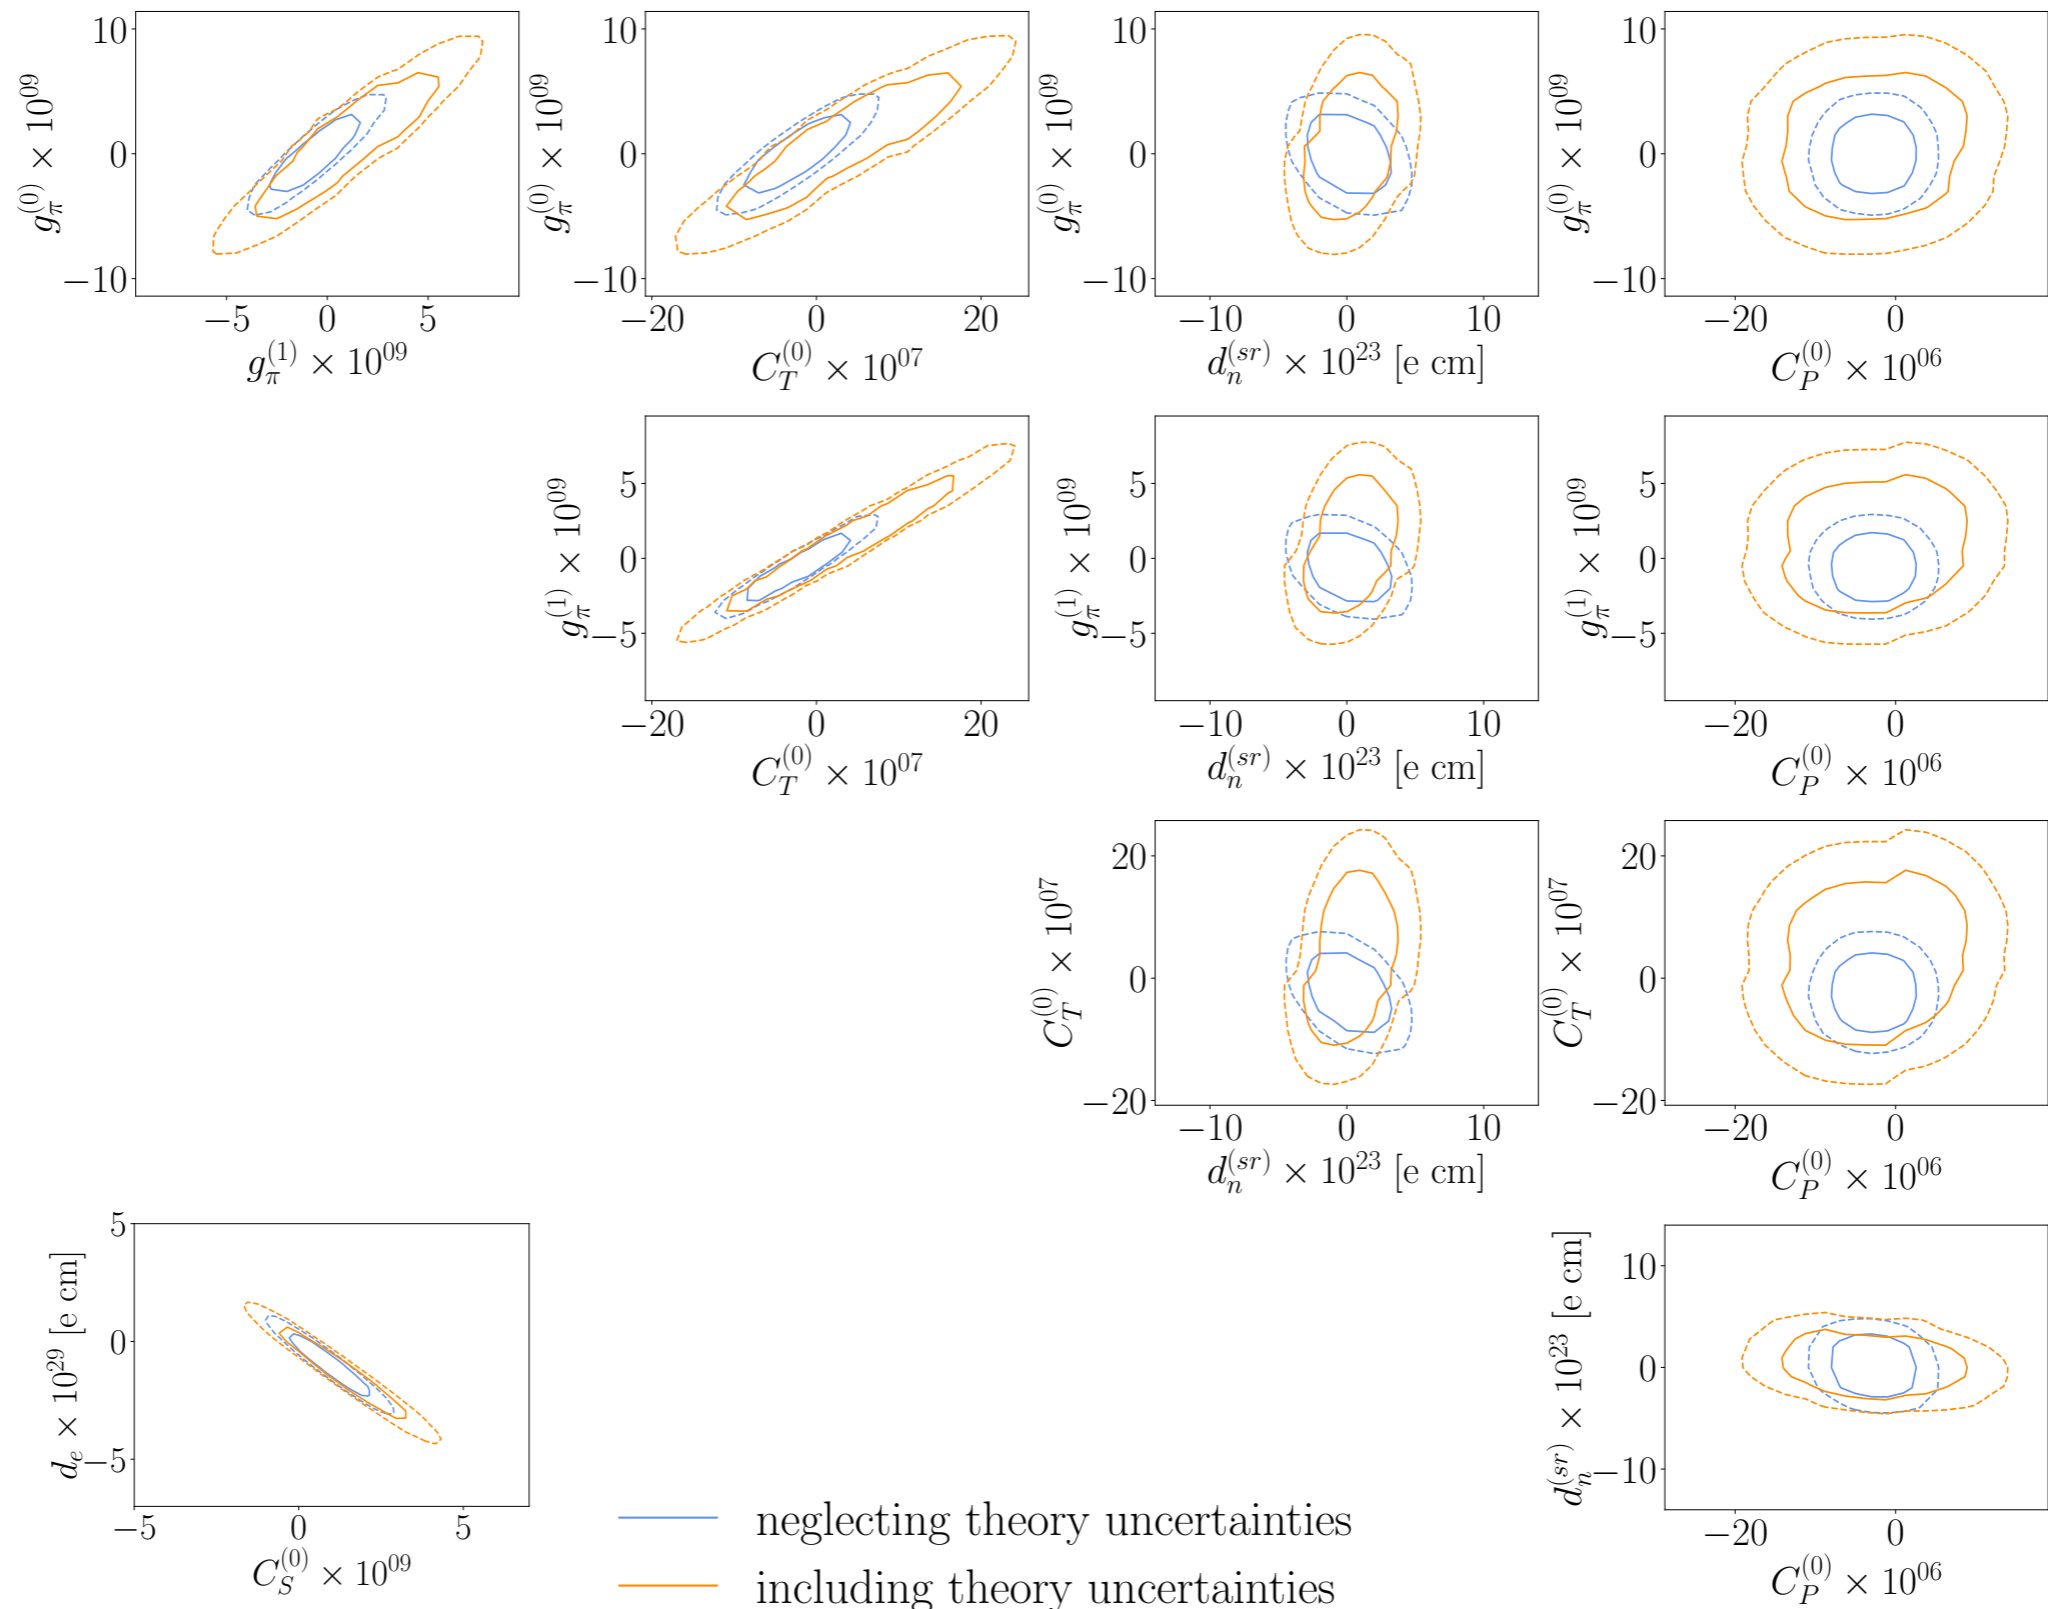 10
0
−10
g_π^(0) × 10^09
−5 0 5
g_π^(1) × 10^09
10
0
−10
g_π^(0) × 10^09
−20 0 20
C_T^(0) × 10^07
10
0
−10
g_π^(0) × 10^09
−10 0 10
d_n^(sr) × 10^23 [e cm]
10
0
−10
g_π^(0) × 10^09
−20 0
C_P^(0) × 10^06
5
0
−5
g_π^(1) × 10^09
−20 0 20
C_T^(0) × 10^07
5
0
−5
g_π^(1) × 10^09
−10 0 10
d_n^(sr) × 10^23 [e cm]
5
0
−5
g_π^(1) × 10^09
−20 0
C_P^(0) × 10^06
20
0
−20
C_T^(0) × 10^07
−10 0 10
d_n^(sr) × 10^23 [e cm]
20
0
−20
C_T^(0) × 10^07
−20 0
C_P^(0) × 10^06
5
0
−5
d_e × 10^29 [e cm]
−5 0 5
C_S^(0) × 10^09
10
0
−10
d_n^(sr) × 10^23 [e cm]
−20 0
C_P^(0) × 10^06
neglecting theory uncertainties
including theory uncertainties